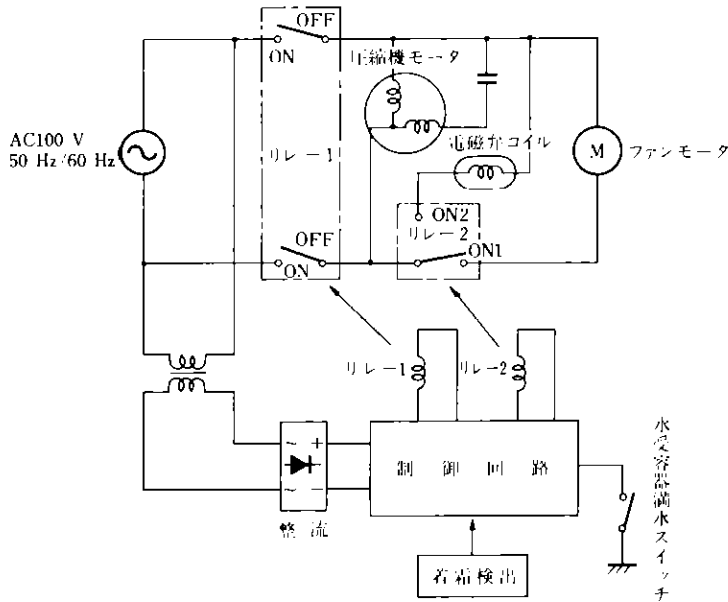 OFF
ON
圧縮機モータ
AC100 V
50 Hz/60 Hz
リレー1
電磁弁コイル
M
ファンモータ
ON2
リレー2
OFF
ON
ON1
リレー1
リレー2
~ +
~ −
整流
制御回路
着霜検出
水受容器満水スイッチ